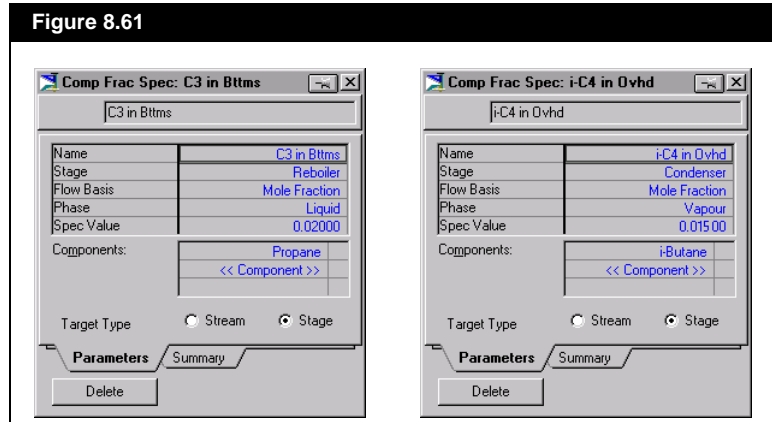 Figure 8.61
Comp Frac Spec: C3 in Bttms
C3 in Bttms
Name C3 in Bttms
Stage Reboiler
Flow Basis Mole Fraction
Phase Liquid
Spec Value 0.02000
Components: Propane
<< Component >>
Target Type Stream Stage
Parameters Summary
Delete
Comp Frac Spec: i-C4 in Ovhd
i-C4 in Ovhd
Name i-C4 in Ovhd
Stage Condenser
Flow Basis Mole Fraction
Phase Vapour
Spec Value 0.01500
Components: i-Butane
<< Component >>
Target Type Stream Stage
Parameters Summary
Delete